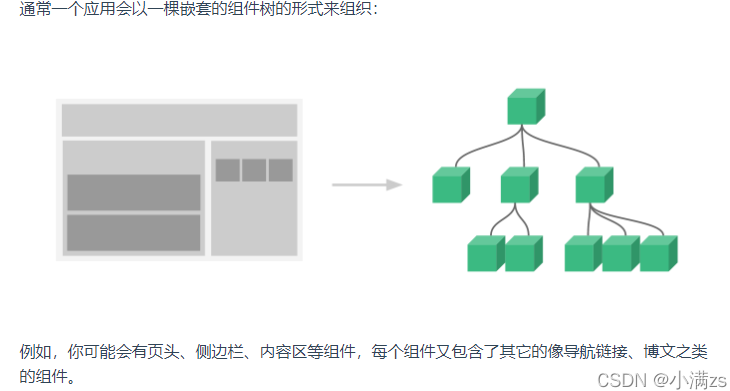 通常一个应用会以一棵嵌套的组件树的形式来组织：
例如，你可能会有页头、侧边栏、内容区等组件，每个组件又包含了其它的像导航链接、博文之类
的组件。
CSDN @小满zs